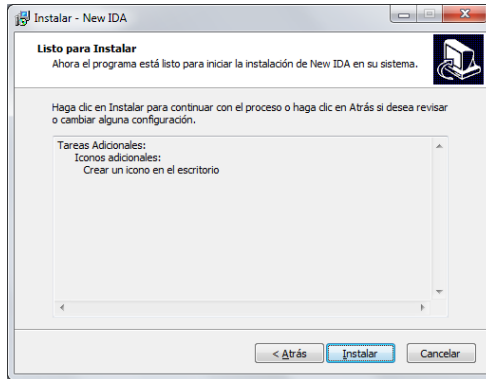 Instalar - New IDA
Listo para Instalar
Ahora el programa está listo para iniciar la instalación de New IDA en su sistema.
Haga clic en Instalar para continuar con el proceso o haga clic en Atrás si desea revisar
o cambiar alguna configuración.
Tareas Adicionales:
Iconos adicionales:
Crear un icono en el escritorio
< Atrás
Instalar
Cancelar